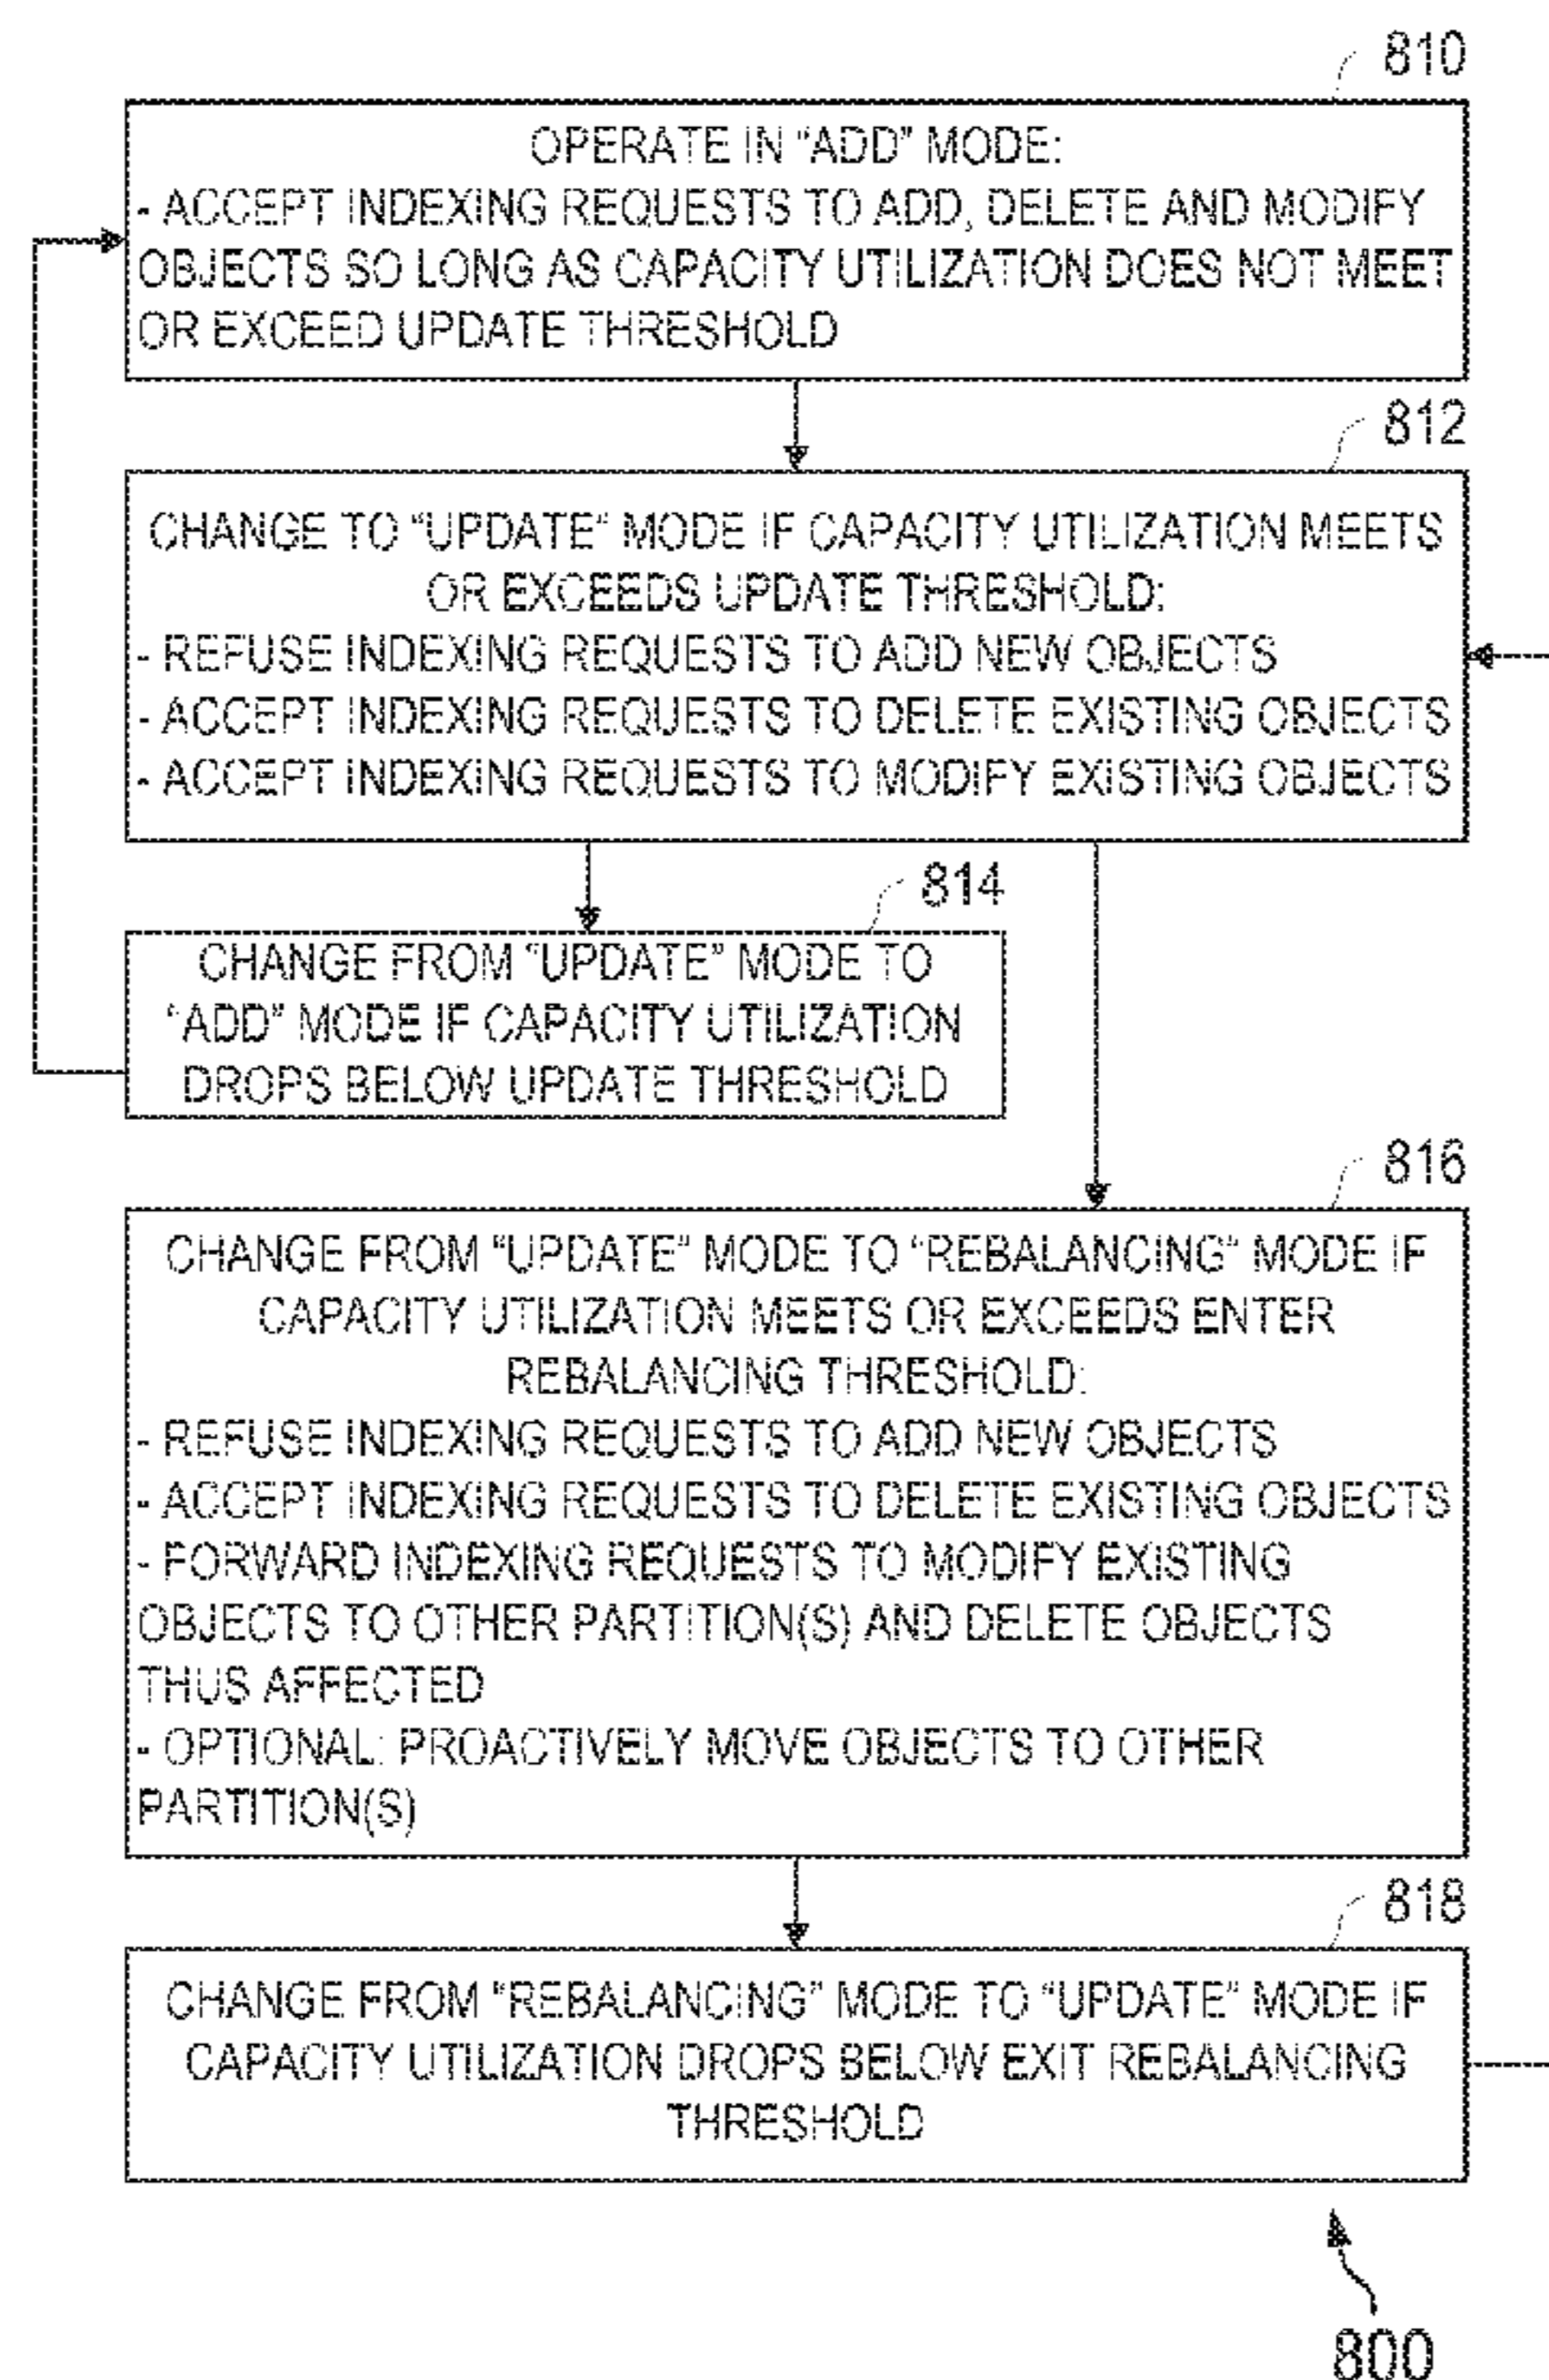 810
OPERATE IN "ADD" MODE:
- ACCEPT INDEXING REQUESTS TO ADD, DELETE AND MODIFY
OBJECTS SO LONG AS CAPACITY UTILIZATION DOES NOT MEET
OR EXCEED UPDATE THRESHOLD
812
CHANGE TO "UPDATE" MODE IF CAPACITY UTILIZATION MEETS
OR EXCEEDS UPDATE THRESHOLD:
- REFUSE INDEXING REQUESTS TO ADD NEW OBJECTS
- ACCEPT INDEXING REQUESTS TO DELETE EXISTING OBJECTS
- ACCEPT INDEXING REQUESTS TO MODIFY EXISTING OBJECTS
814
CHANGE FROM "UPDATE" MODE TO
"ADD" MODE IF CAPACITY UTILIZATION
DROPS BELOW UPDATE THRESHOLD
816
CHANGE FROM "UPDATE" MODE TO "REBALANCING" MODE IF
CAPACITY UTILIZATION MEETS OR EXCEEDS ENTER
REBALANCING THRESHOLD:
- REFUSE INDEXING REQUESTS TO ADD NEW OBJECTS
- ACCEPT INDEXING REQUESTS TO DELETE EXISTING OBJECTS
- FORWARD INDEXING REQUESTS TO MODIFY EXISTING
OBJECTS TO OTHER PARTITION(S) AND DELETE OBJECTS
THUS AFFECTED
- OPTIONAL: PROACTIVELY MOVE OBJECTS TO OTHER
PARTITION(S)
818
CHANGE FROM "REBALANCING" MODE TO "UPDATE" MODE IF
CAPACITY UTILIZATION DROPS BELOW EXIT REBALANCING
THRESHOLD
800